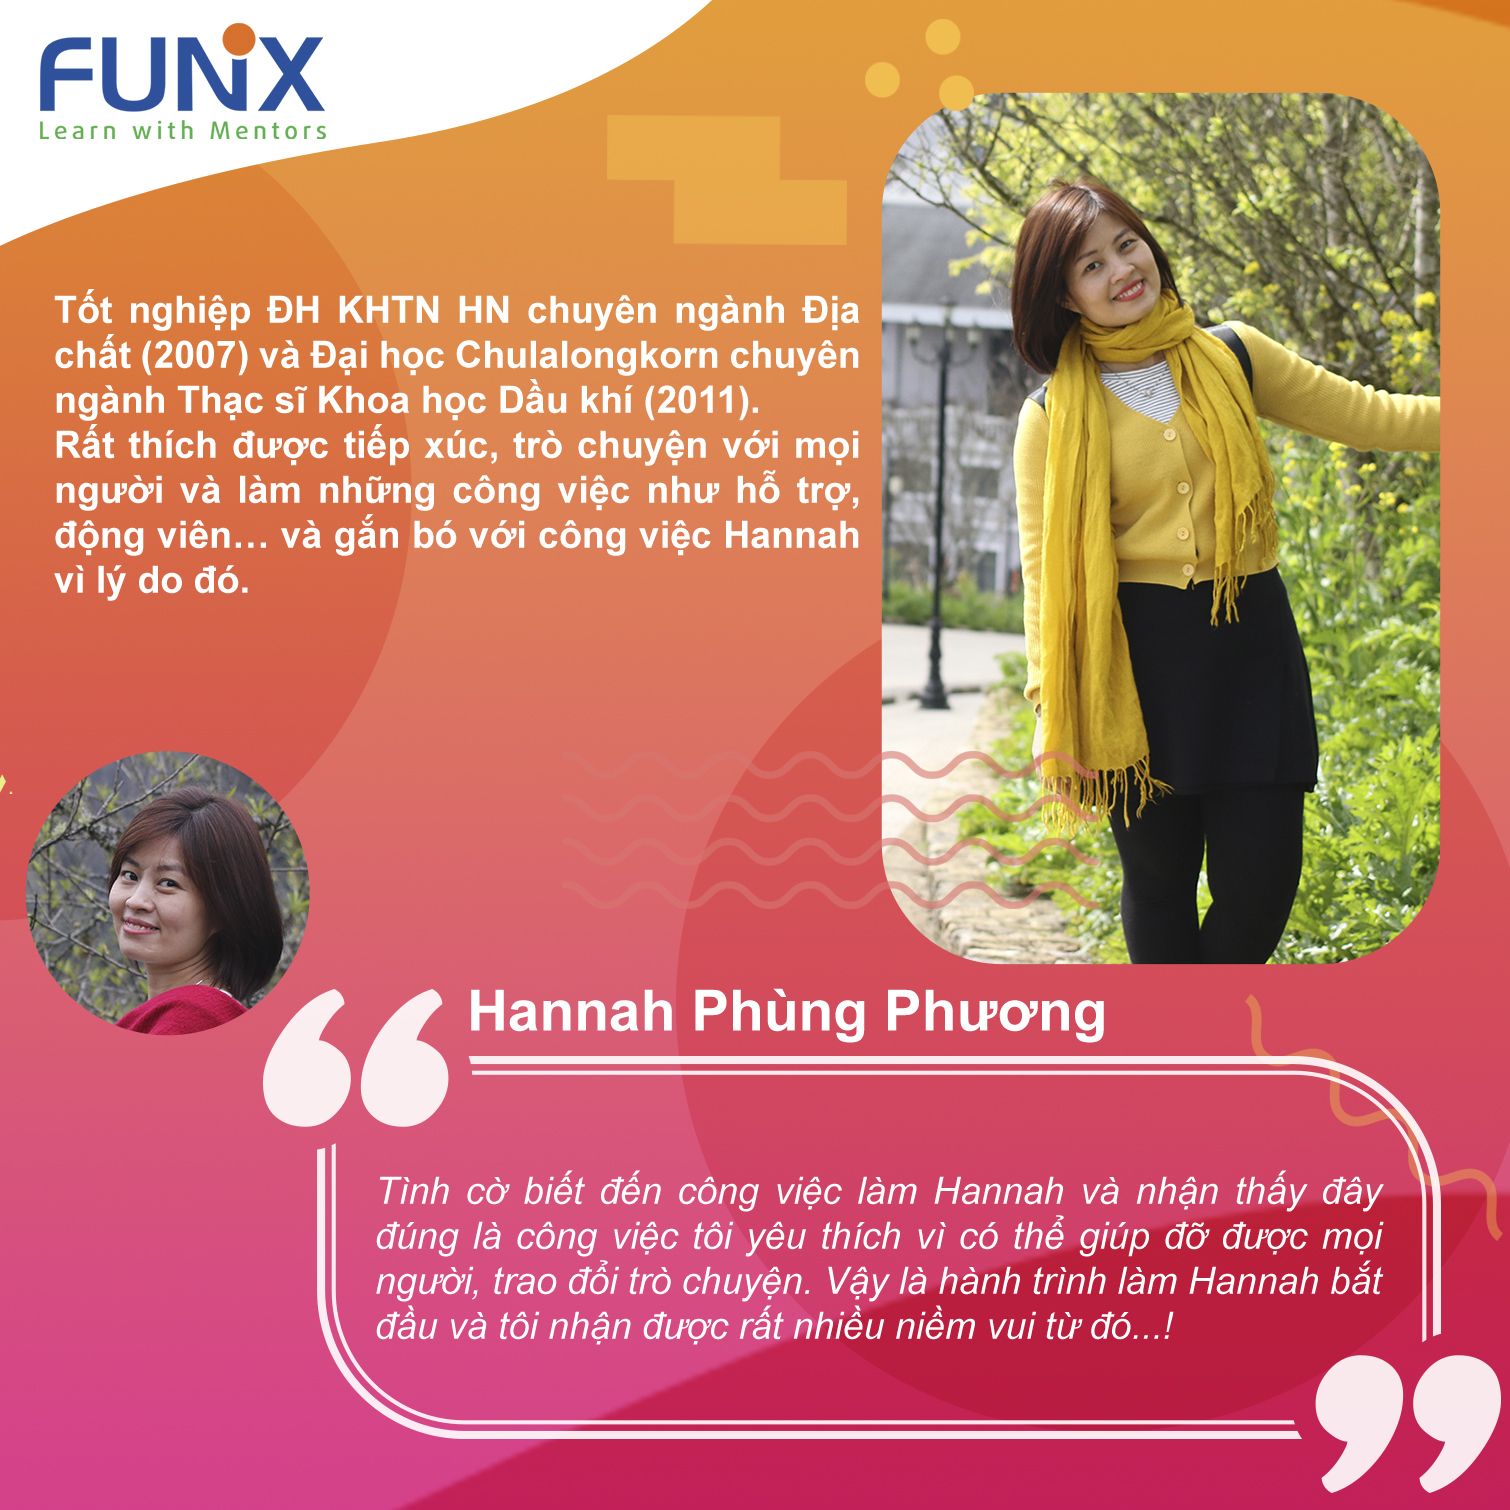 FUNiX
Learn with Mentors
Tốt nghiệp ĐH KHTN HN chuyên ngành Địa
chất (2007) và Đại học Chulalongkorn chuyên
ngành Thạc sĩ Khoa học Dầu khí (2011).
Rất thích được tiếp xúc, trò chuyện với mọi
người và làm những công việc như hỗ trợ,
động viên… và gắn bó với công việc Hannah
vì lý do đó.
Hannah Phùng Phương
Tình cờ biết đến công việc làm Hannah và nhận thấy đây
đúng là công việc tôi yêu thích vì có thể giúp đỡ được mọi
người, trao đổi trò chuyện. Vậy là hành trình làm Hannah bắt
đầu và tôi nhận được rất nhiều niềm vui từ đó...!